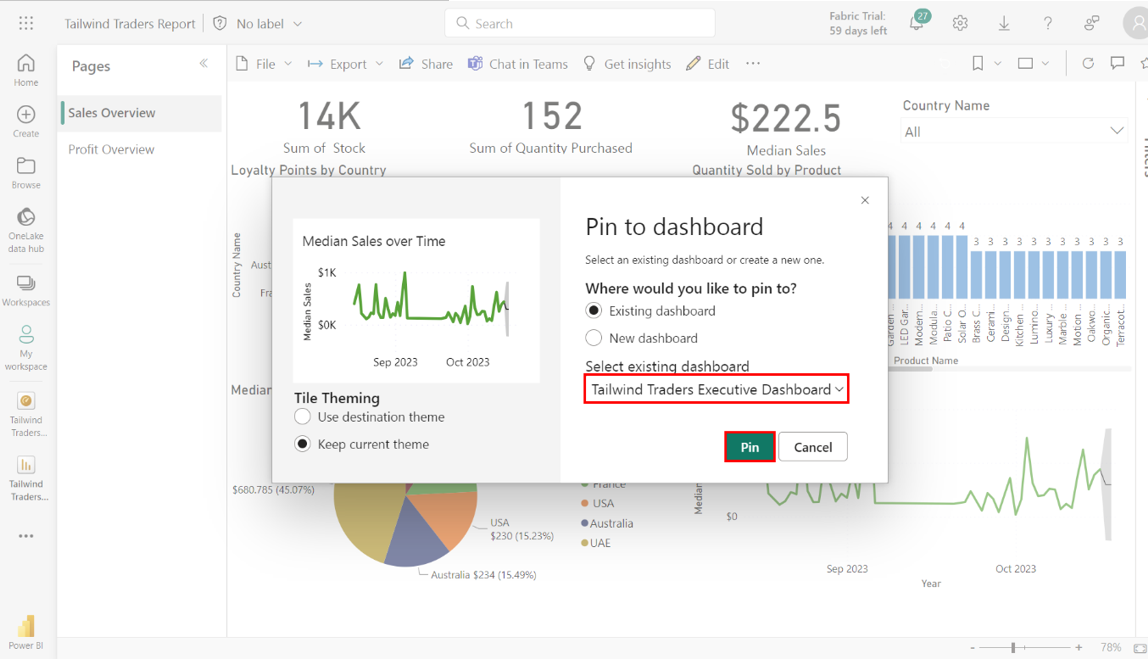 Tailwind Traders Report
No label
Search
Fabric Trial:
59 days left
27
Home
Create
Browse
OneLake
data hub
Workspaces
My
workspace
Tailwind
Traders...
Tailwind
Traders...
Power BI
Pages
Sales Overview
Profit Overview
File
Export
Share
Chat in Teams
Get insights
Edit
14K
Sum of Stock
152
Sum of Quantity Purchased
$222.5
Median Sales
Country Name
All
Loyalty Points by Country
Quantity Sold by Product
Country Name
Aust
Fra
Median
Median Sales over Time
Median Sales
$1K
$0K
Sep 2023
Oct 2023
Tile Theming
Use destination theme
Keep current theme
Pin to dashboard
Select an existing dashboard or create a new one.
Where would you like to pin to?
Existing dashboard
New dashboard
Select existing dashboard
Tailwind Traders Executive Dashboard
Pin
Cancel
4 4 4 4 4 4 3 3 3 3 3 3 3 3 3 3 3
Garden ...
LED Gar...
Modern...
Modula...
Patio C...
Solar O...
Brass C...
Cerami...
Design...
Kitchen...
Lumino...
Luxury ...
Marble ...
Motion ...
Oakwo...
Organic...
Terracot...
Product Name
$680.785 (45.07%)
USA
$230 (15.23%)
Australia $234 (15.49%)
France
USA
Australia
UAE
Median
$0
Sep 2023
Oct 2023
Year
- +
78%